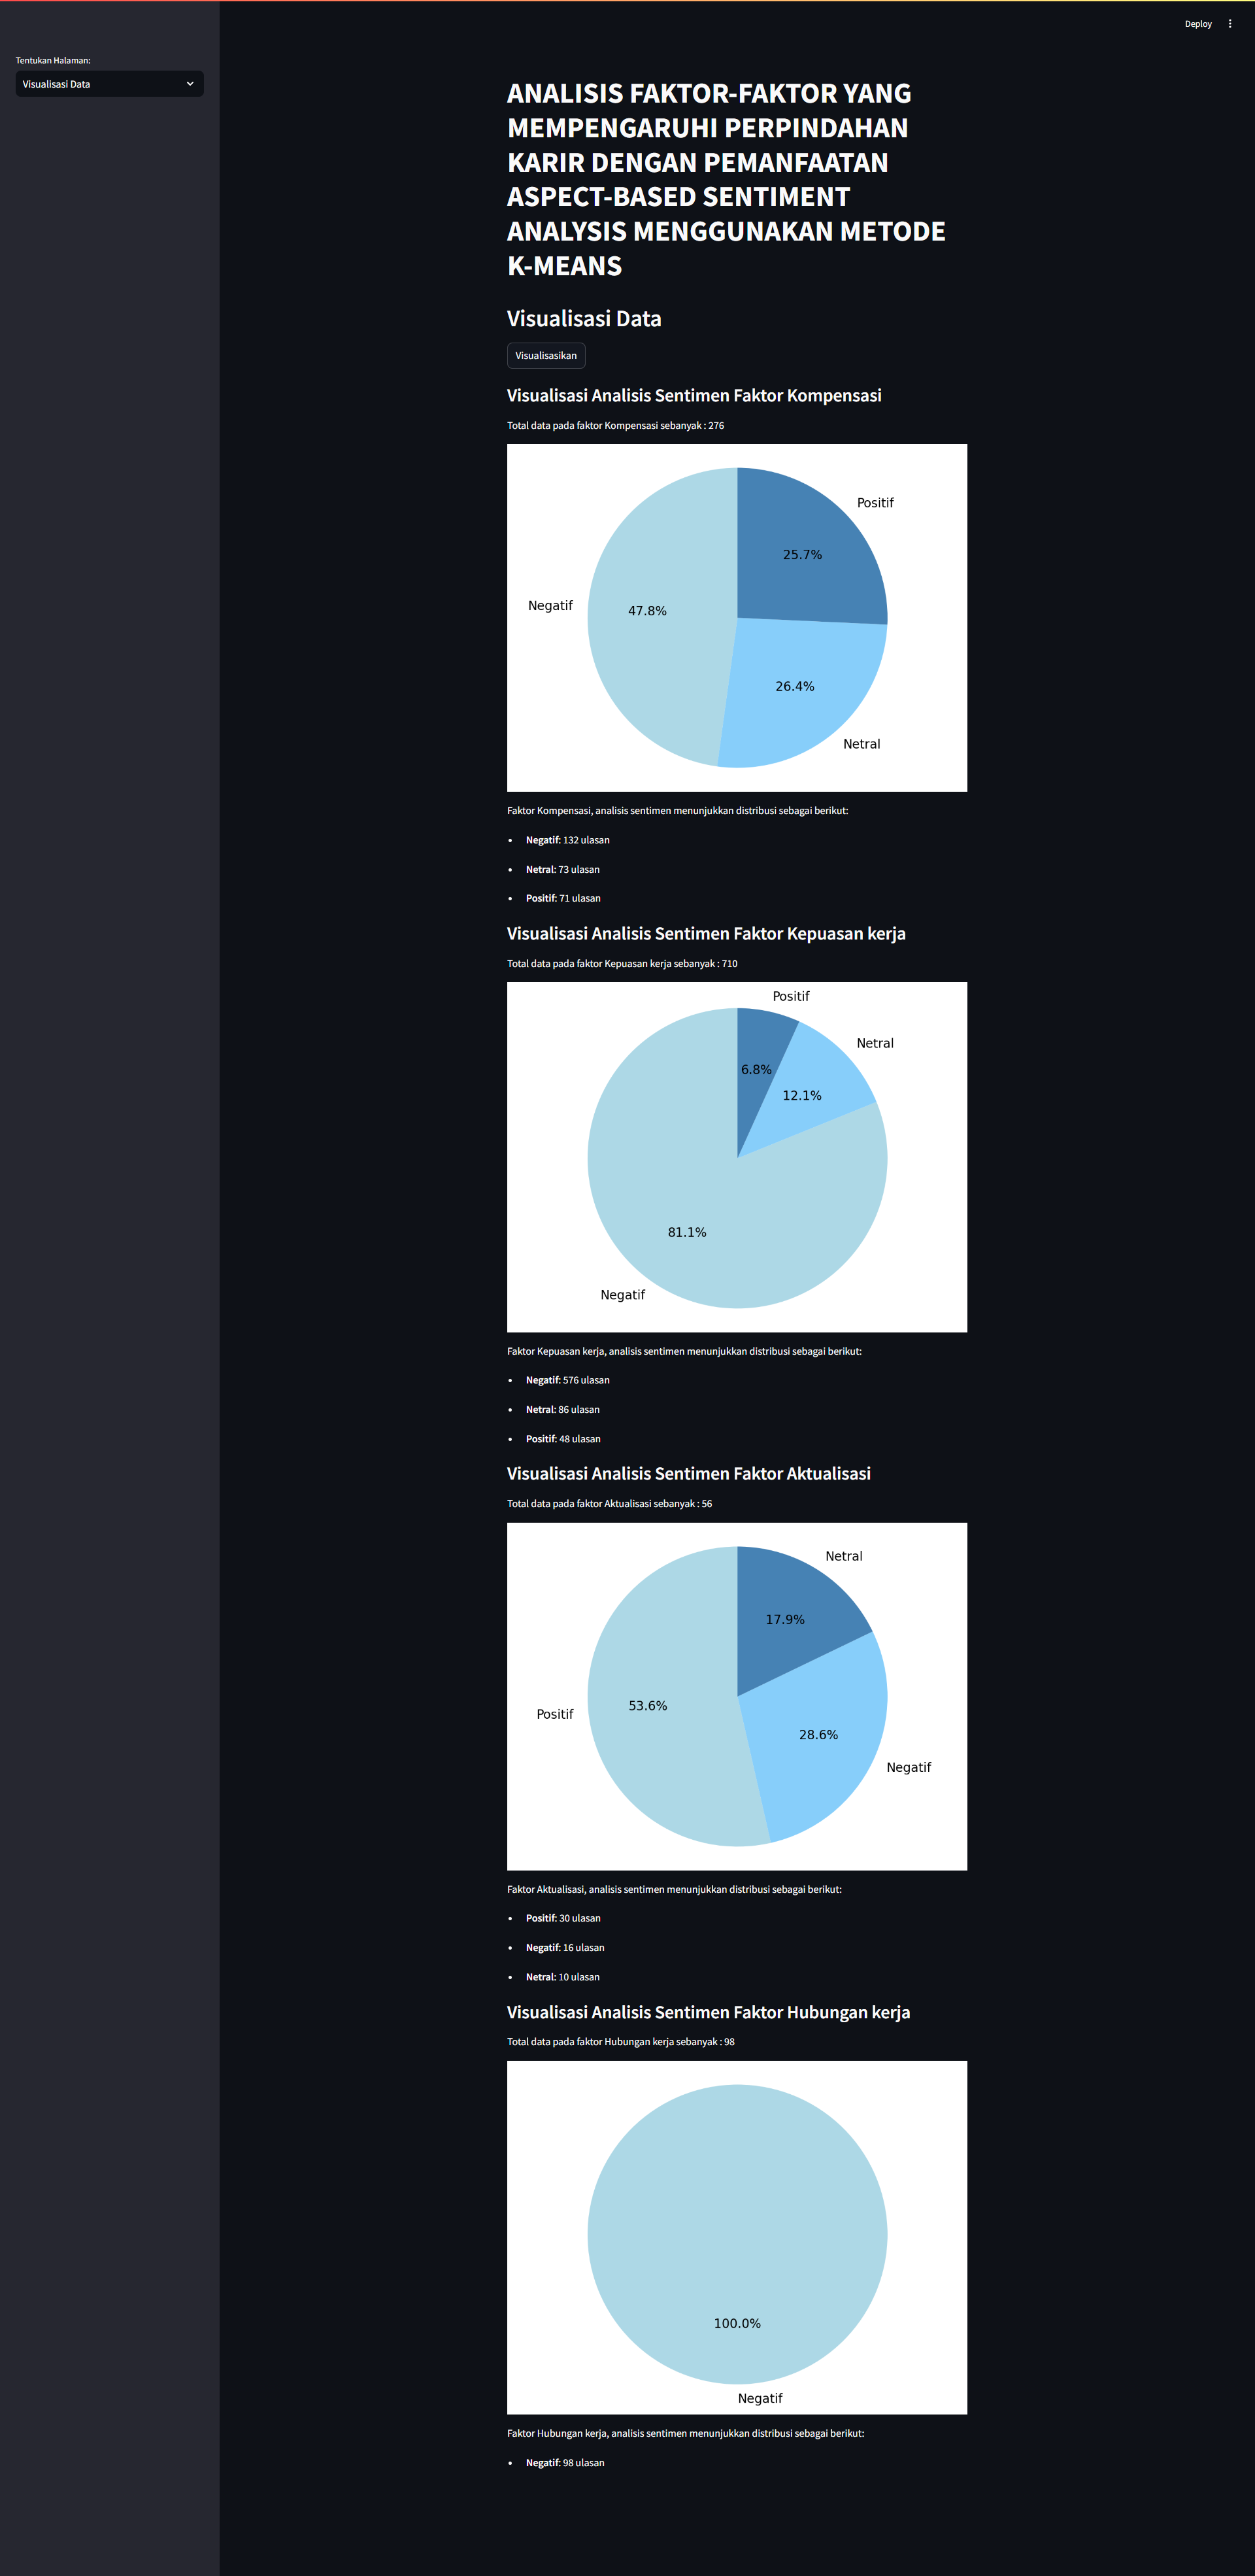 Deploy
Tentukan Halaman:
Visualisasi Data
ANALISIS FAKTOR-FAKTOR YANG
MEMPENGARUHI PERPINDAHAN
KARIR DENGAN PEMANFAATAN
ASPECT-BASED SENTIMENT
ANALYSIS MENGGUNAKAN METODE
K-MEANS
Visualisasi Data
Visualisasikan
Visualisasi Analisis Sentimen Faktor Kompensasi
Total data pada faktor Kompensasi sebanyak : 276
Positif
25.7%
Negatif
47.8%
26.4%
Netral
Faktor Kompensasi, analisis sentimen menunjukkan distribusi sebagai berikut:
• Negatif: 132 ulasan
• Netral: 73 ulasan
• Positif: 71 ulasan
Visualisasi Analisis Sentimen Faktor Kepuasan kerja
Total data pada faktor Kepuasan kerja sebanyak : 710
Positif
Netral
6.8%
12.1%
81.1%
Negatif
Faktor Kepuasan kerja, analisis sentimen menunjukkan distribusi sebagai berikut:
• Negatif: 576 ulasan
• Netral: 86 ulasan
• Positif: 48 ulasan
Visualisasi Analisis Sentimen Faktor Aktualisasi
Total data pada faktor Aktualisasi sebanyak : 56
Netral
17.9%
53.6%
Positif
28.6%
Negatif
Faktor Aktualisasi, analisis sentimen menunjukkan distribusi sebagai berikut:
• Positif: 30 ulasan
• Negatif: 16 ulasan
• Netral: 10 ulasan
Visualisasi Analisis Sentimen Faktor Hubungan kerja
Total data pada faktor Hubungan kerja sebanyak : 98
100.0%
Negatif
Faktor Hubungan kerja, analisis sentimen menunjukkan distribusi sebagai berikut:
• Negatif: 98 ulasan